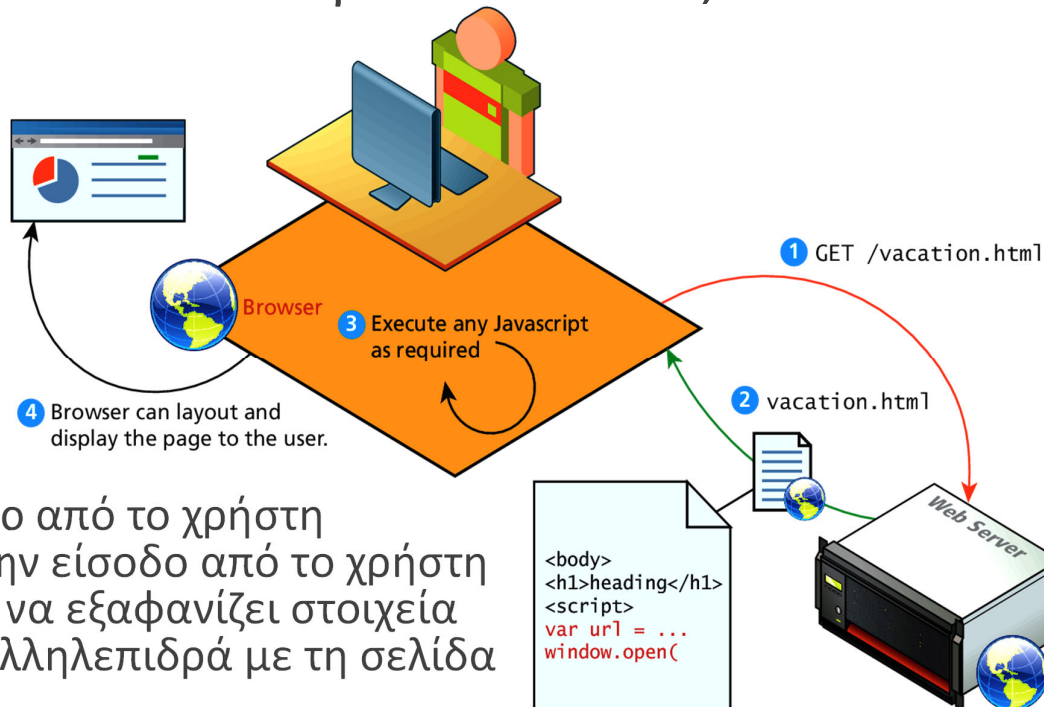 1 GET /vacation.html
Browser
3 Execute any Javascript
as required
2 vacation.html
4 Browser can layout and
display the page to the user.
Web Server
από το χρήστη
είσοδο από το χρήστη
να εξαφανίζει στοιχεία
με τη σελίδα
<body>
<h1>heading</h1>
<script>
var url = ...
window.open(